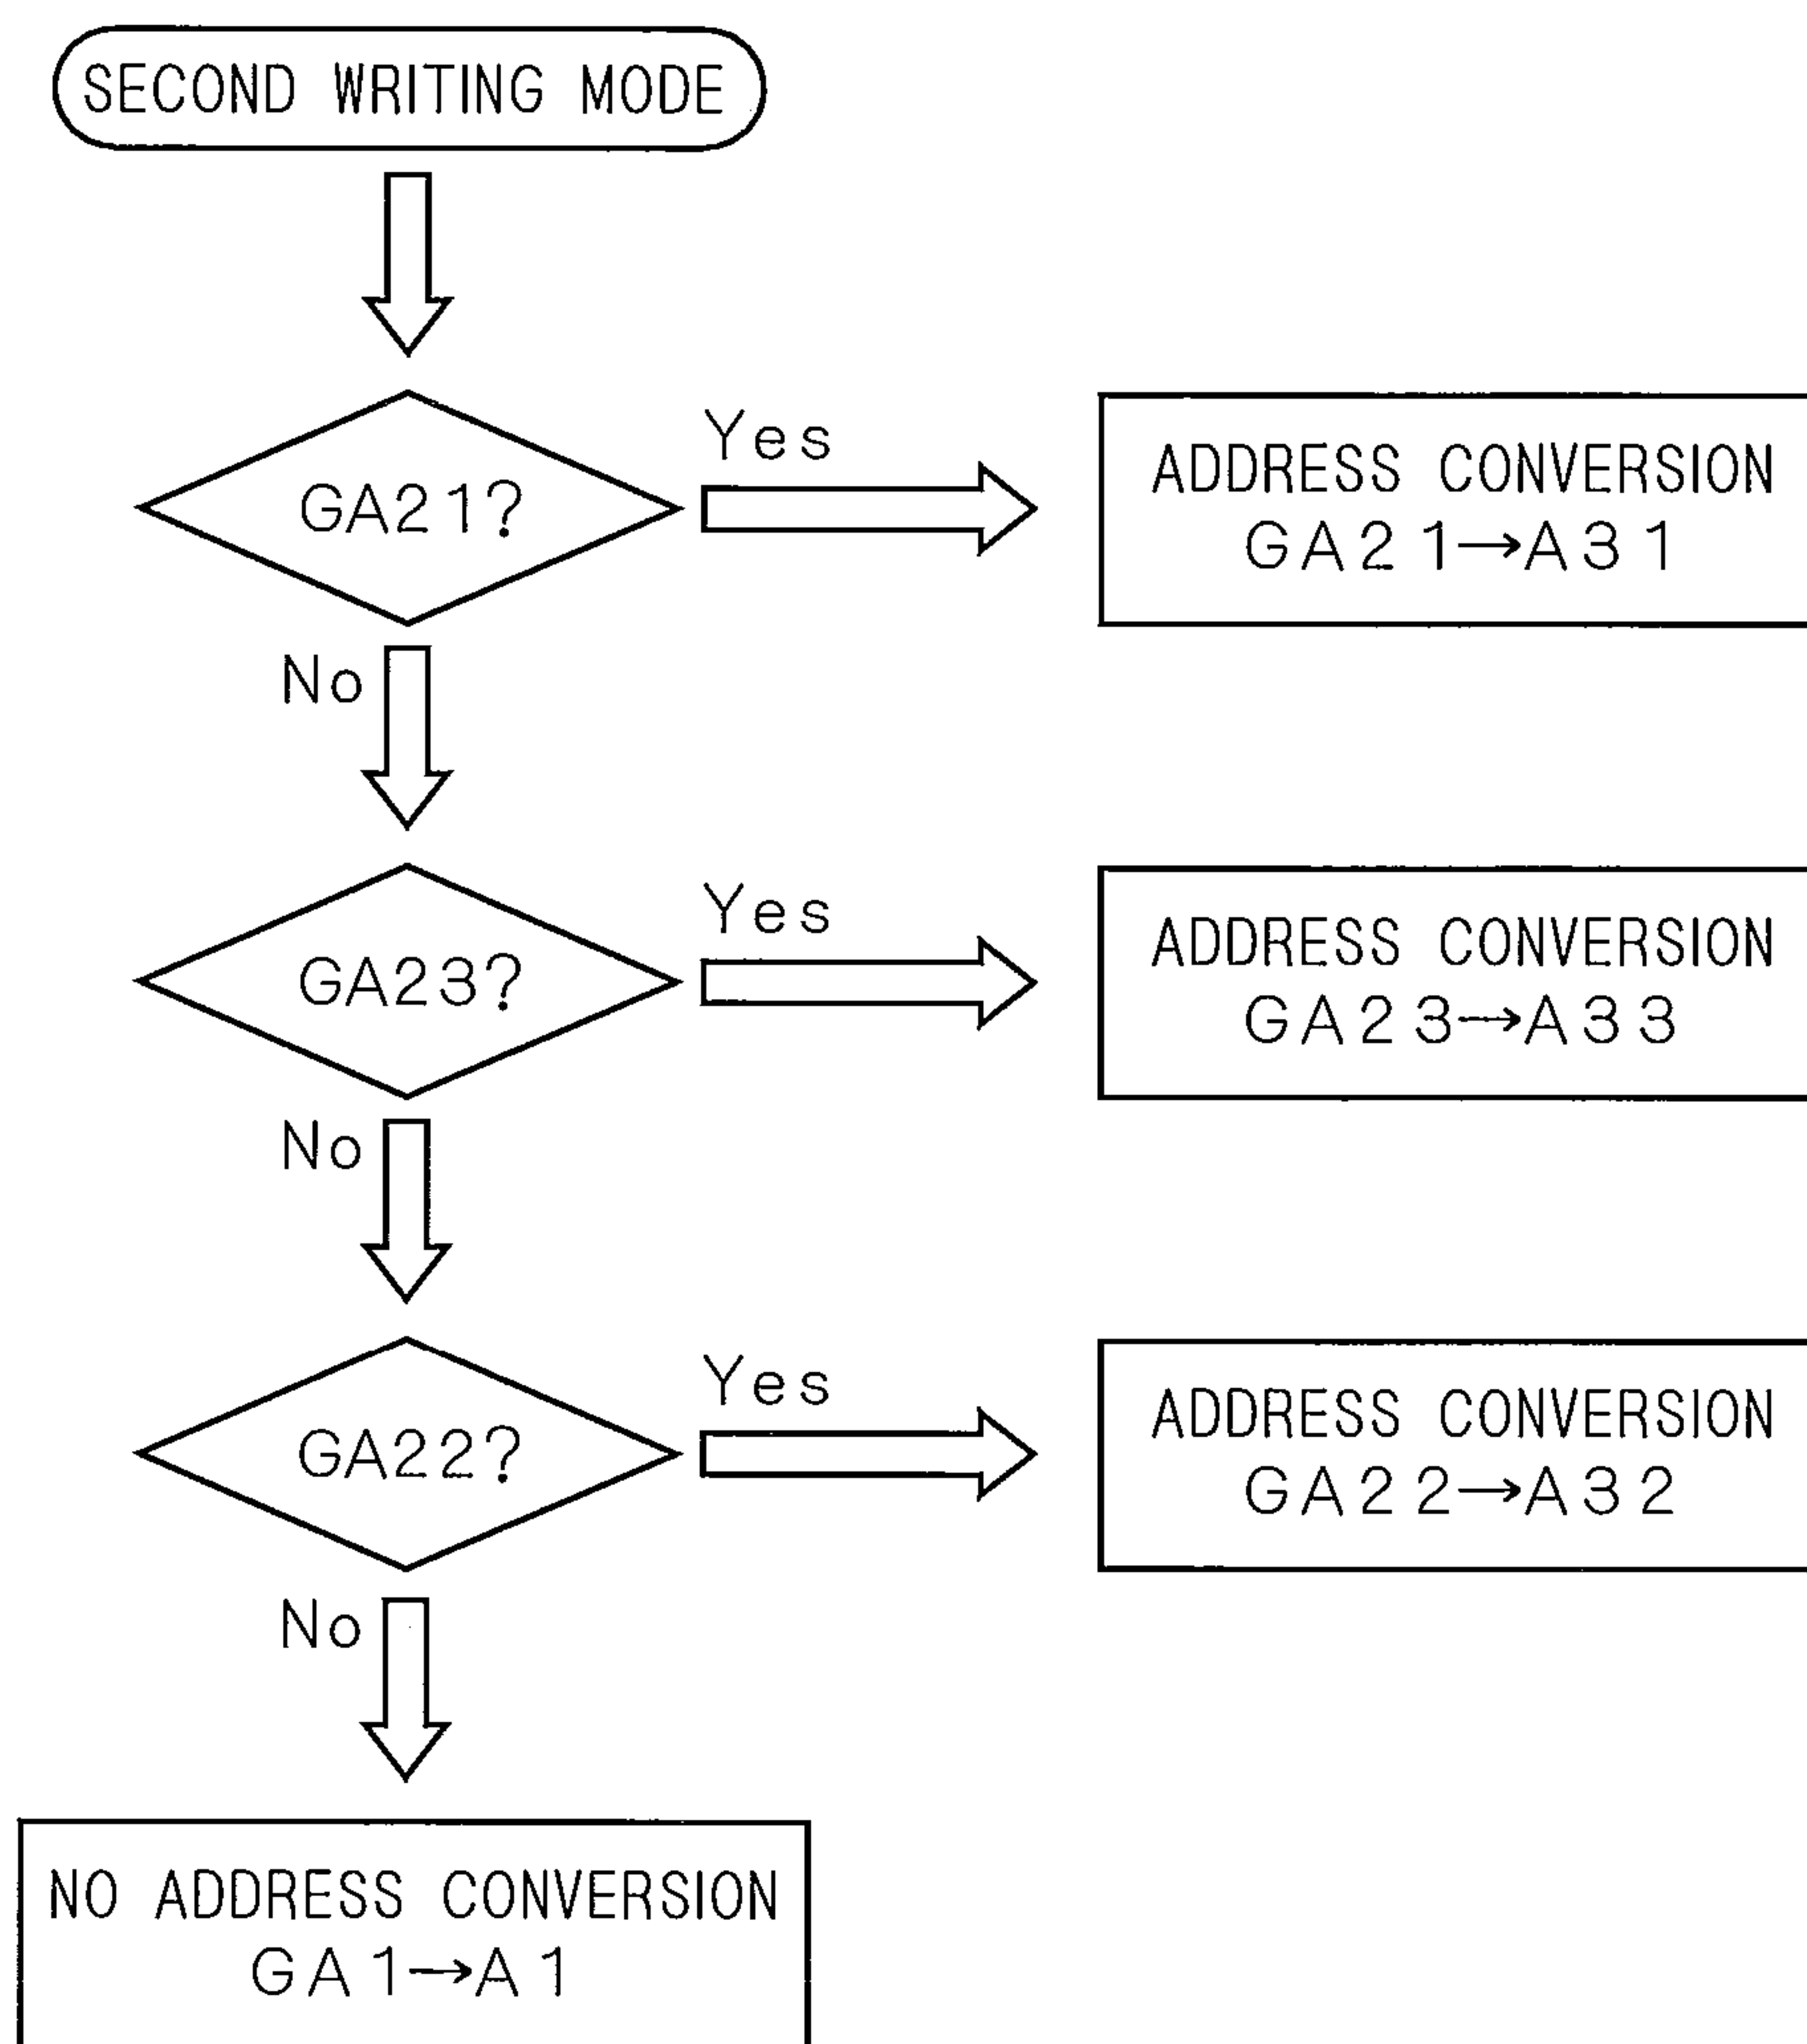 SECOND WRITING MODE
GA21?
Yes
ADDRESS CONVERSION
GA21→A31
No
GA23?
Yes
ADDRESS CONVERSION
GA23→A33
No
GA22?
Yes
ADDRESS CONVERSION
GA22→A32
No
NO ADDRESS CONVERSION
GA1→A1